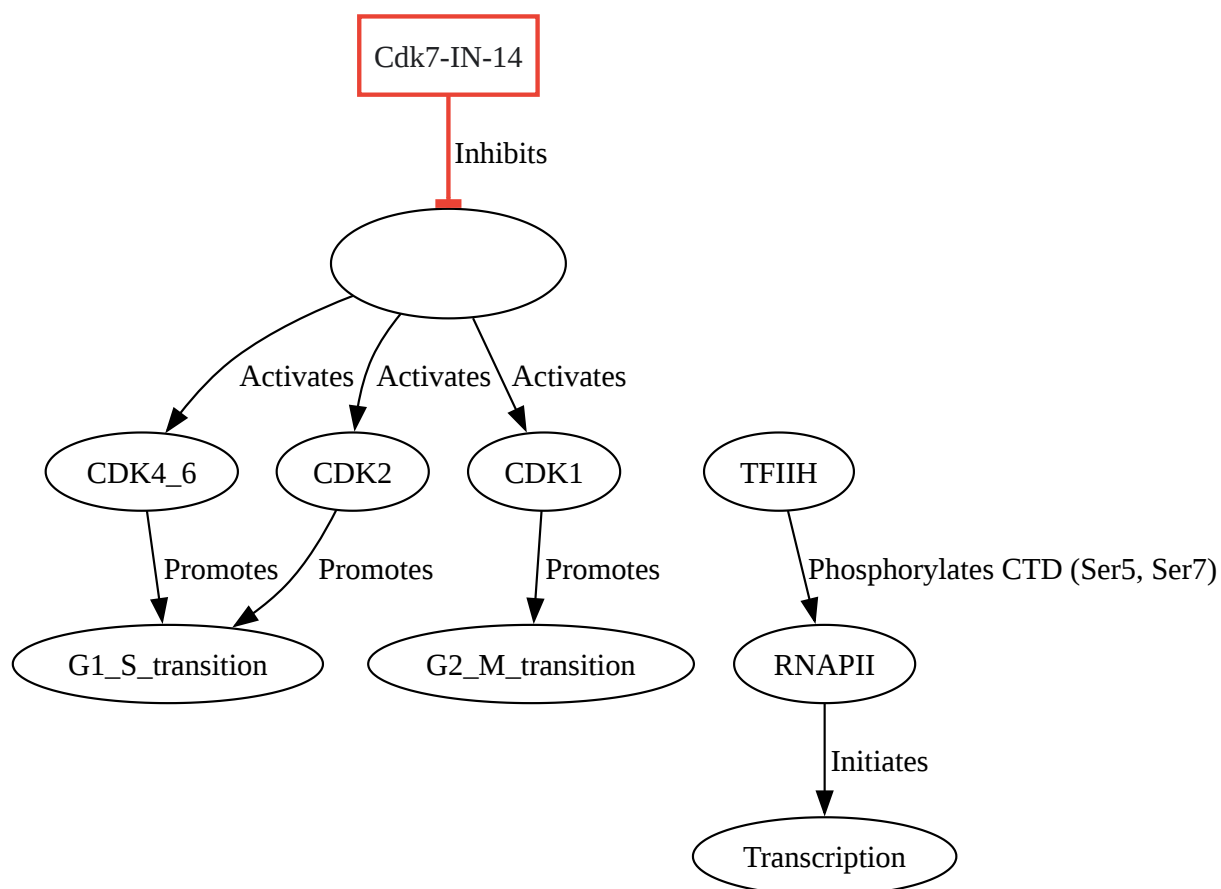 Cdk7-IN-14
Inhibits
Activates
Activates
Activates
CDK4_6
CDK2
CDK1
TFIIH
Promotes
Promotes
Promotes
Phosphorylates CTD (Ser5, Ser7)
G1_S_transition
G2_M_transition
RNAPII
Initiates
Transcription